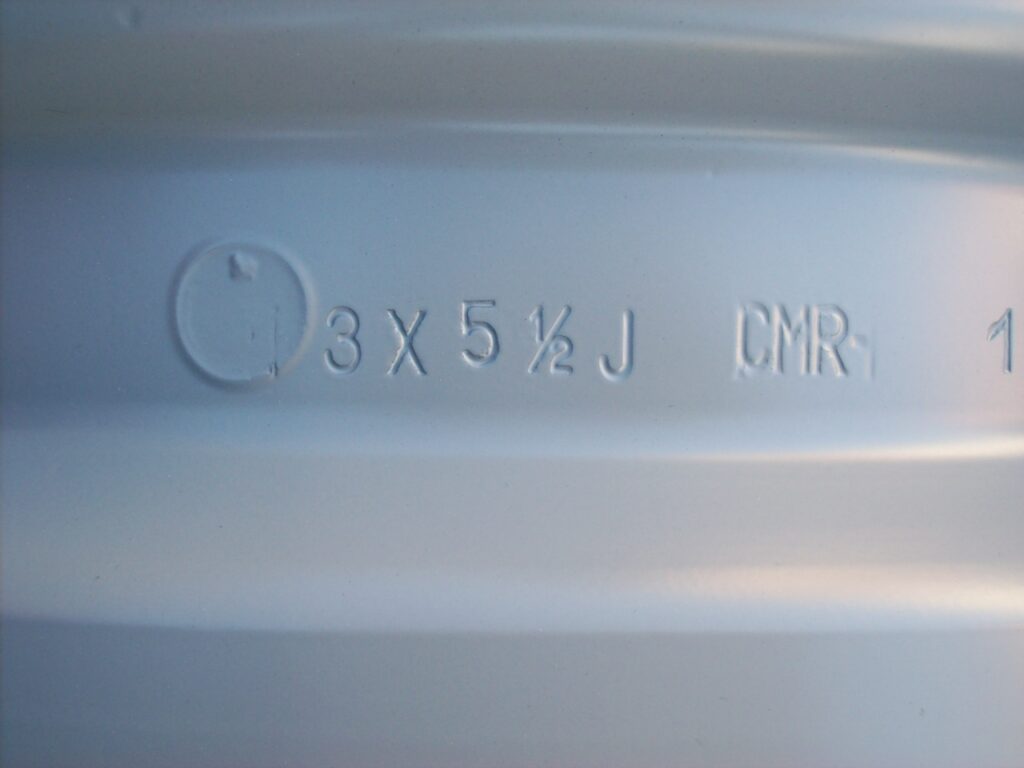 3 X 5 ½ J CMR- 1